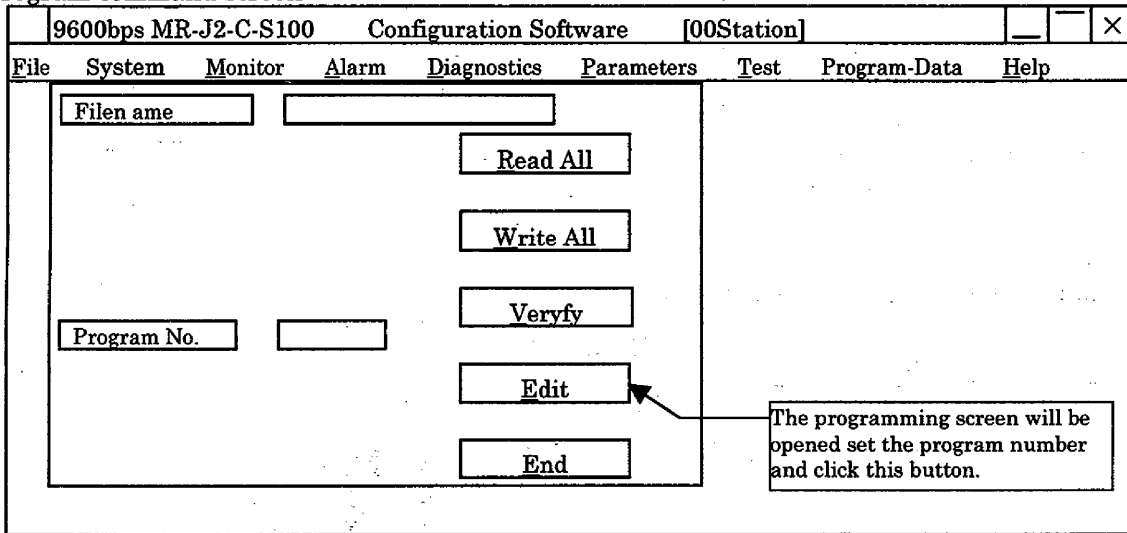 9600bps MR-J2-C-S100 Configuration Software [00Station]
File System Monitor Alarm Diagnostics Parameters Test Program-Data Help
Filen ame
Read All
Write All
Veryfy
Program No.
Edit
The programming screen will be
opened set the program number
and click this button.
End